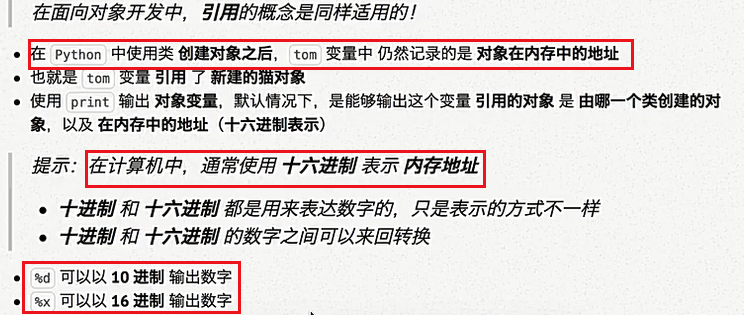 在面向对象开发中，引用的概念是同样适用的！
在 Python 中使用类 创建对象之后，tom 变量中 仍然记录的是 对象在内存中的地址
也就是 tom 变量 引用 了 新建的猫对象
使用 print 输出 对象变量，默认情况下，是能够输出这个变量 引用的对象 是 由哪一个类创建的对
象，以及 在内存中的地址（十六进制表示）
提示：在计算机中，通常使用 十六进制 表示 内存地址
十进制 和 十六进制 都是用来表达数字的，只是表示的方式不一样
十进制 和 十六进制 的数字之间可以来回转换
%d 可以以 10 进制 输出数字
%x 可以以 16 进制 输出数字